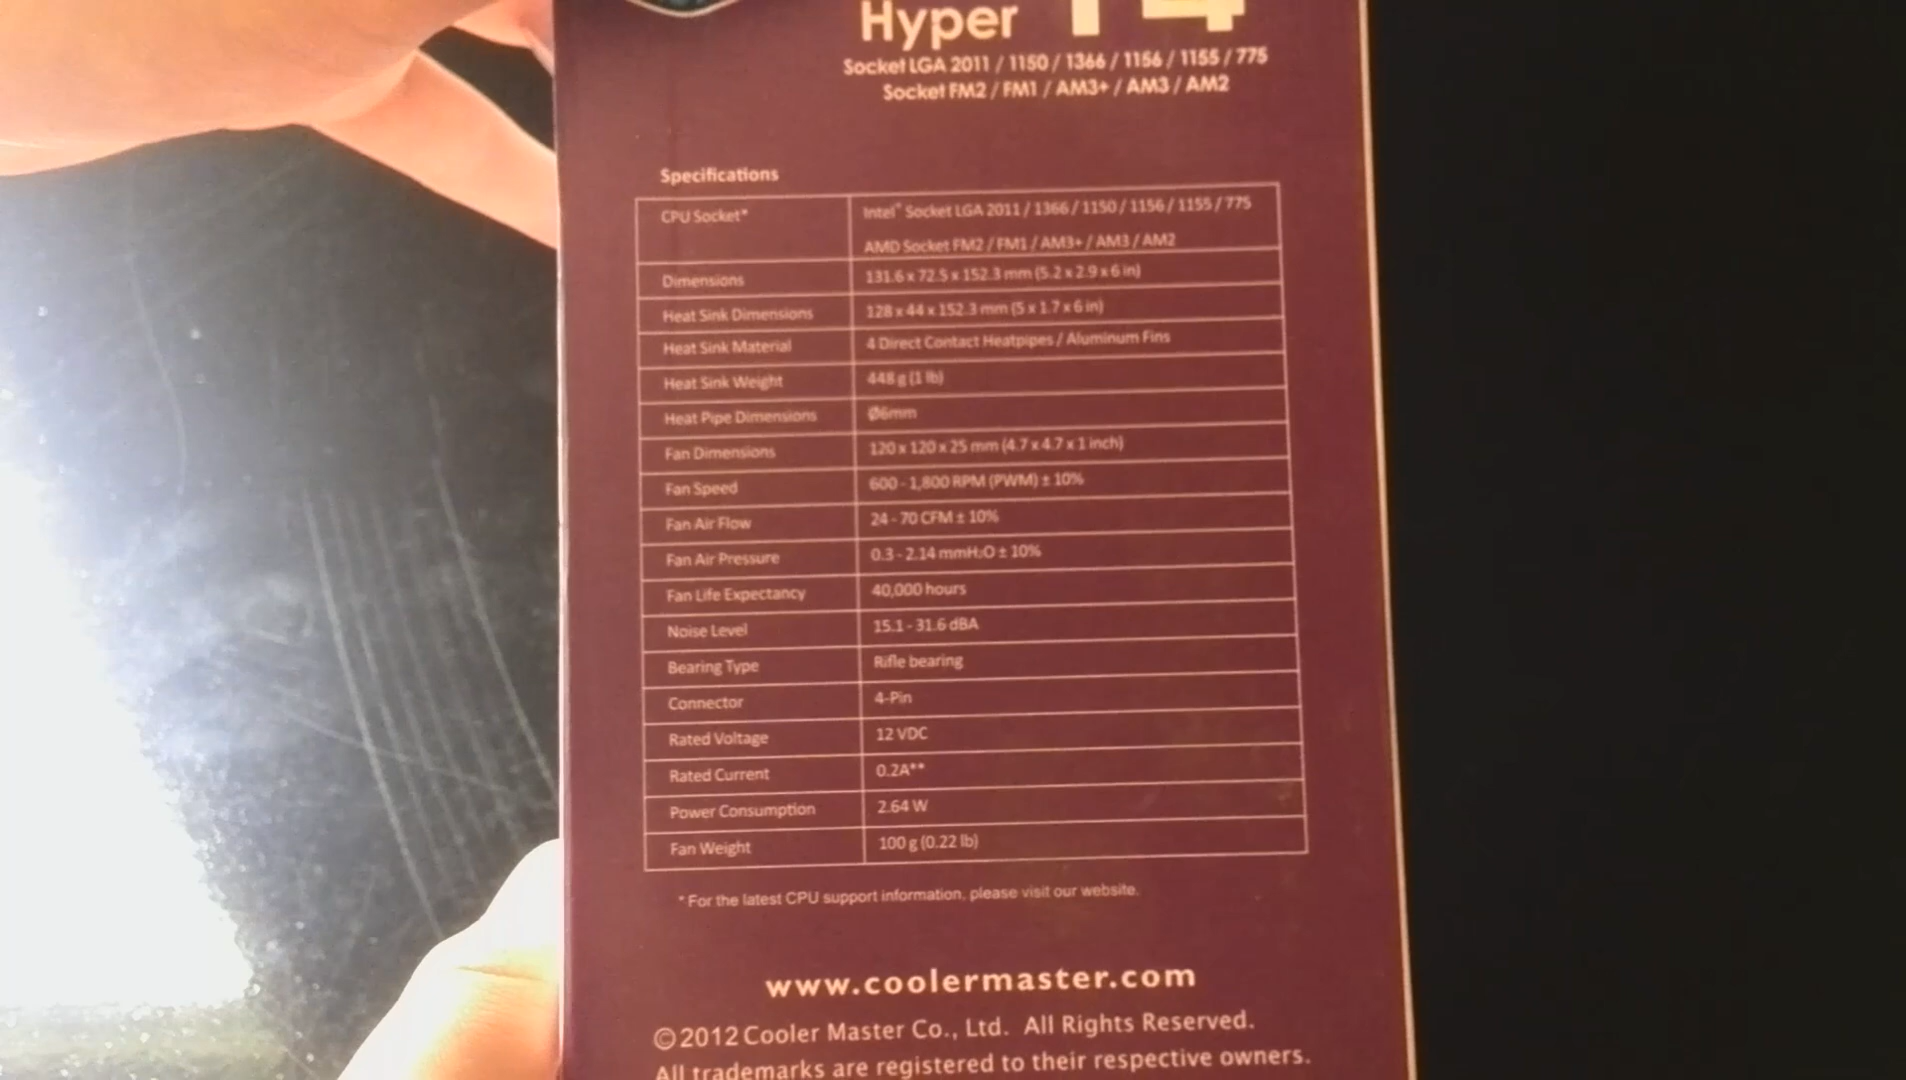 Hyper T4
Socket LGA 2011 / 1150 / 1366 / 1156 / 1155 / 775
Socket FM2 / FM1 / AM3+ / AM3 / AM2
Specifications
CPU Socket* Intel® Socket LGA 2011 / 1366 / 1150 / 1156 / 1155 / 775
AMD Socket FM2 / FM1 / AM3+ / AM3 / AM2
Dimensions 131.6 x 72.5 x 152.3 mm (5.2 x 2.9 x 6 in)
Heat Sink Dimensions 128 x 44 x 152.3 mm (5 x 1.7 x 6 in)
Heat Sink Material 4 Direct Contact Heatpipes / Aluminum Fins
Heat Sink Weight 448 g (1 lb)
Heat Pipe Dimensions Ø6mm
Fan Dimensions 120 x 120 x 25 mm (4.7 x 4.7 x 1 inch)
Fan Speed 600 - 1,800 RPM (PWM) ± 10%
Fan Air Flow 24 - 70 CFM ± 10%
Fan Air Pressure 0.3 - 2.14 mmH₂O ± 10%
Fan Life Expectancy 40,000 hours
Noise Level 15.1 - 31.6 dBA
Bearing Type Rifle bearing
Connector 4-Pin
Rated Voltage 12 VDC
Rated Current 0.2A**
Power Consumption 2.64 W
Fan Weight 100 g (0.22 lb)
* For the latest CPU support information, please visit our website.
www.coolermaster.com
©2012 Cooler Master Co., Ltd. All Rights Reserved.
All trademarks are registered to their respective owners.